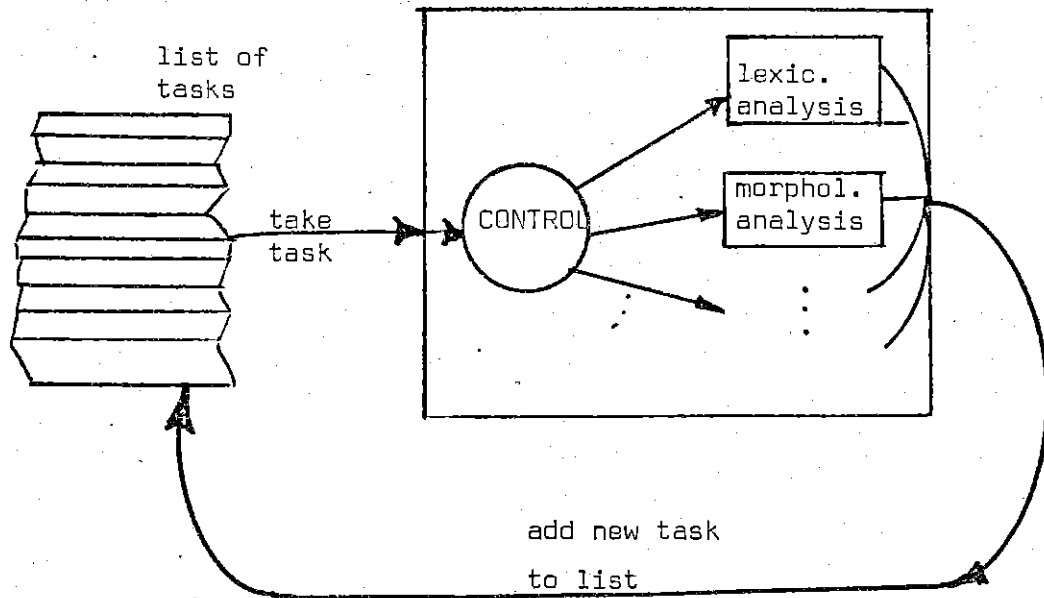 list of
tasks
take
task
CONTROL
lexic.
analysis
morphol.
analysis
add new task
to list